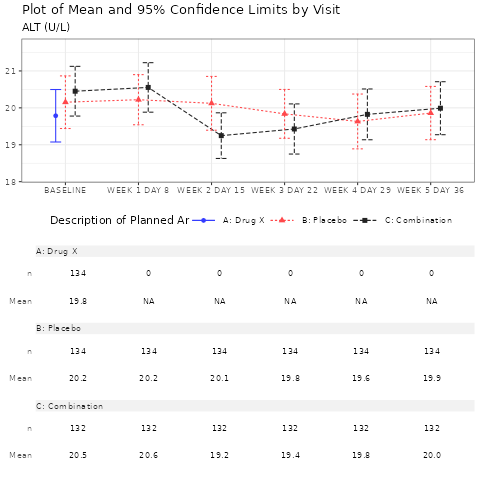 Plot of Mean and 95% Confidence Limits by Visit
ALT (U/L)
21
20
19
18
BASELINE WEEK 1 DAY 8 WEEK 2 DAY 15 WEEK 3 DAY 22 WEEK 4 DAY 29 WEEK 5 DAY 36
Description of Planned Ar A: Drug X B: Placebo C: Combination
A: Drug X
n 134 0 0 0 0 0
Mean 19.8 NA NA NA NA NA
B: Placebo
n 134 134 134 134 134 134
Mean 20.2 20.2 20.1 19.8 19.6 19.9
C: Combination
n 132 132 132 132 132 132
Mean 20.5 20.6 19.2 19.4 19.8 20.0